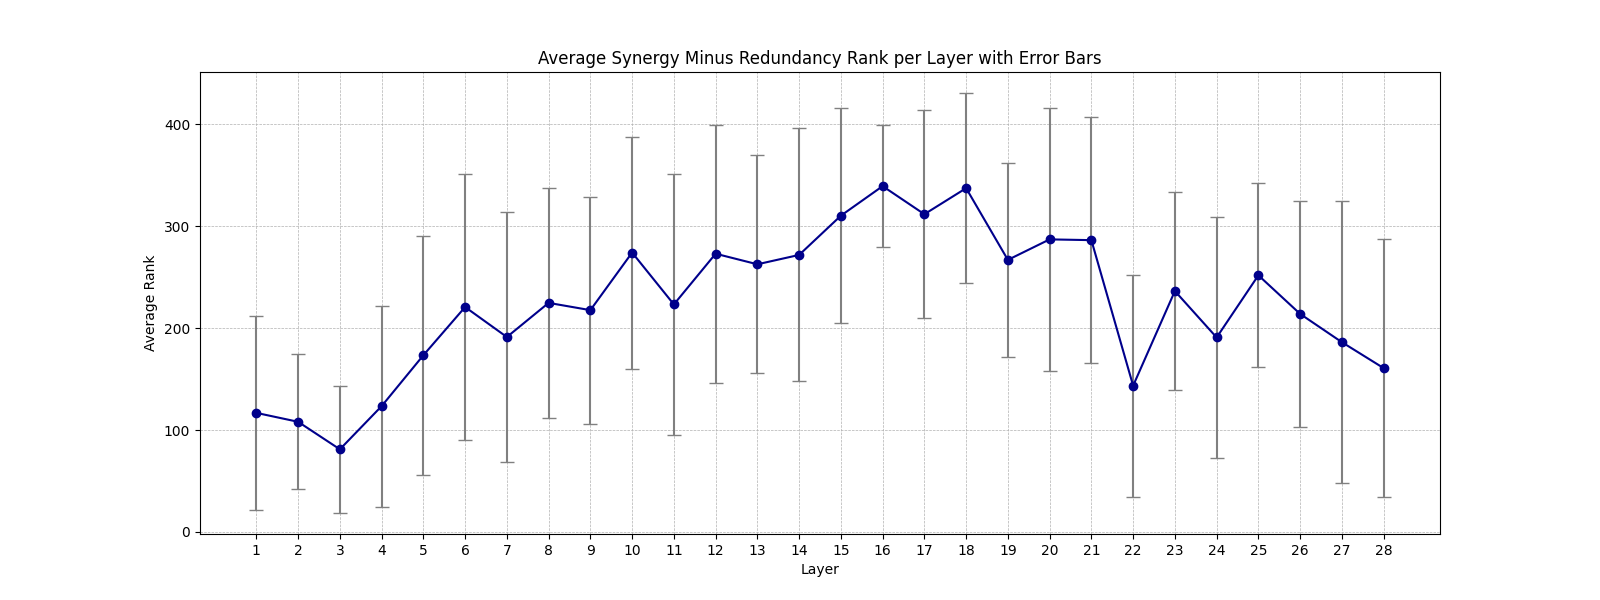 Average Synergy Minus Redundancy Rank per Layer with Error Bars
Average Rank
400
300
200
100
0
1 2 3 4 5 6 7 8 9 10 11 12 13 14 15 16 17 18 19 20 21 22 23 24 25 26 27 28
Layer